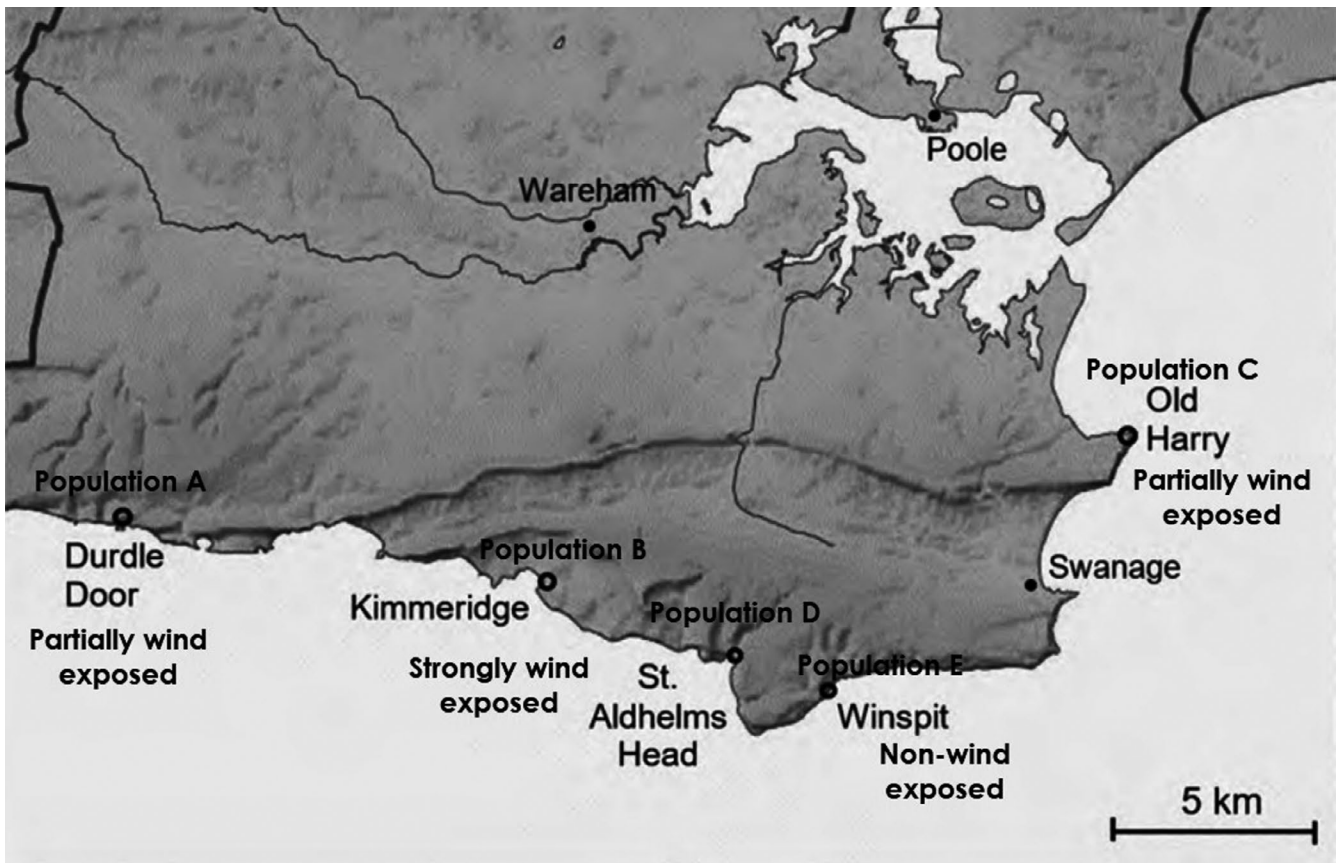 Poole
Wareham
Population C
Old
Harry
Partially wind
exposed
Population A
Durdle
Door
Partially wind
exposed
Population B
Kimmeridge
Strongly wind
exposed
Population D
St.
Aldhelms
Head
Swanage
Population E
Winspit
Non-wind
exposed
5 km